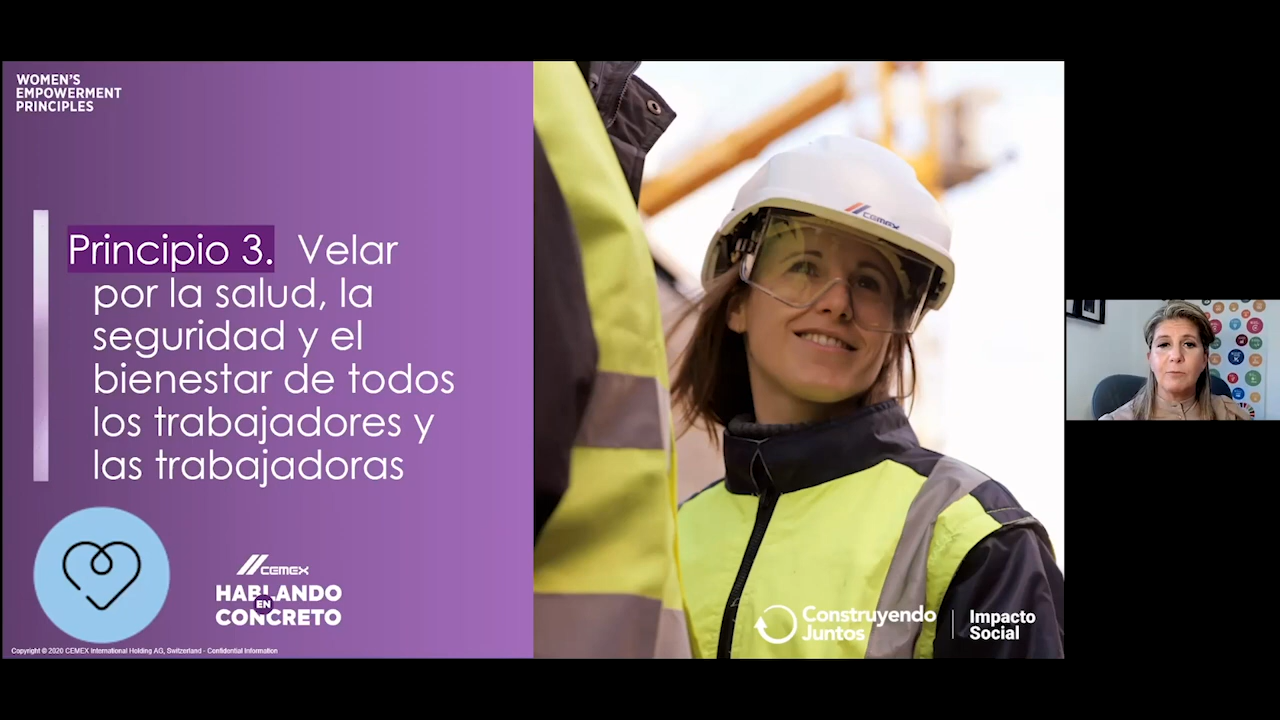 WOMEN'S
EMPOWERMENT
PRINCIPLES
Principio 3. Velar
por la salud, la
seguridad y el
bienestar de todos
los trabajadores y
las trabajadoras
CEMEX
HABLANDO
EN
CONCRETO
Copyright © 2020 CEMEX International Holding AG, Switzerland - Confidential Information
CEMEX
Construyendo
Juntos
Impacto
Social